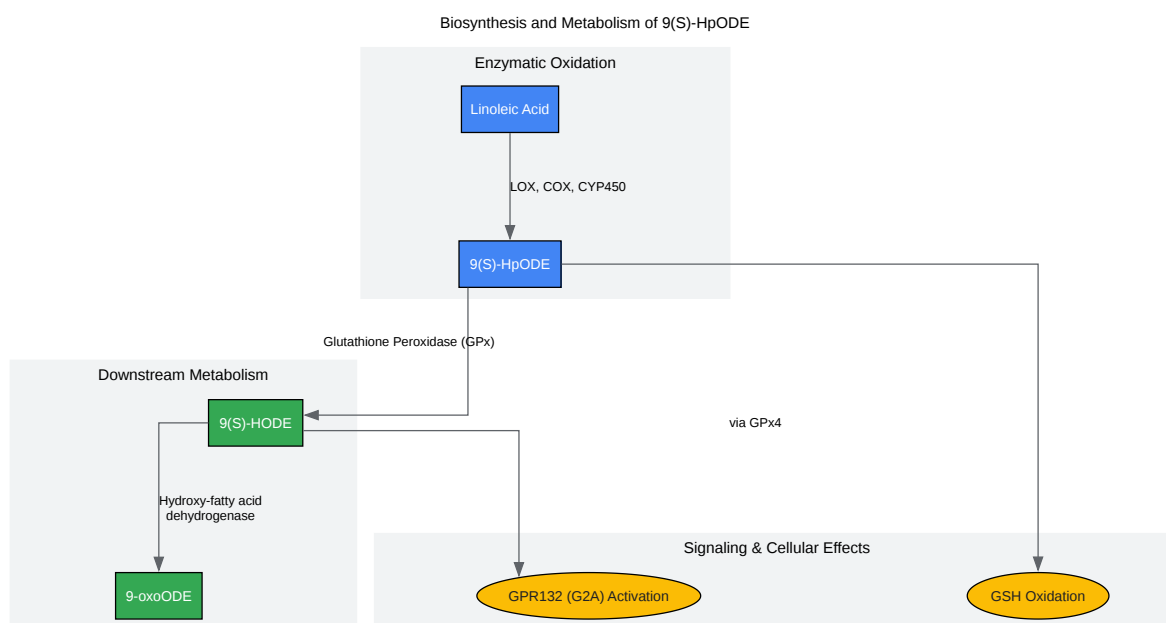 Biosynthesis and Metabolism of 9(S)-HpODE
Enzymatic Oxidation
Linoleic Acid
LOX, COX, CYP450
9(S)-HpODE
Glutathione Peroxidase (GPx)
Downstream Metabolism
9(S)-HODE
via GPx4
Hydroxy-fatty acid
dehydrogenase
Signaling & Cellular Effects
9-oxoODE
GPR132 (G2A) Activation
GSH Oxidation